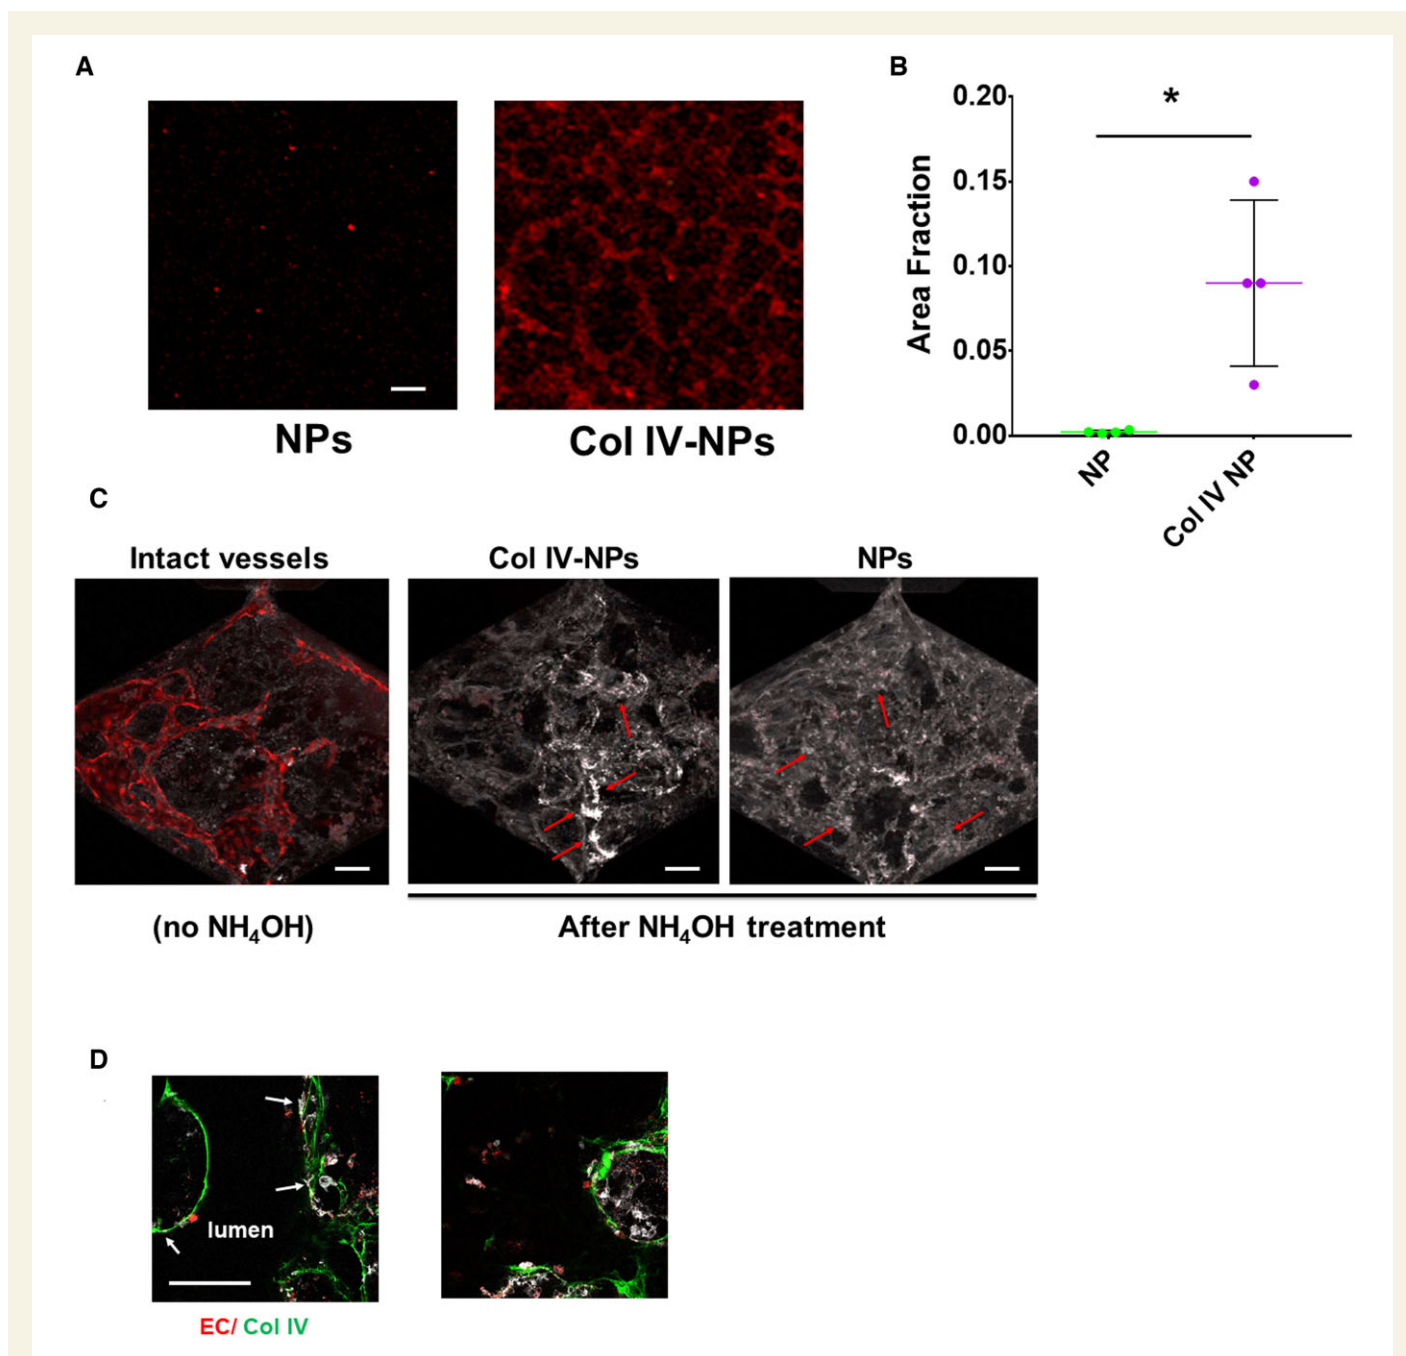 A
NPs
Col IV-NPs
B
*
0.20
0.15
0.10
0.05
0.00
Area Fraction
NP
Col IV NP
C
Intact vessels
Col IV-NPs
NPs
(no NH₄OH)
After NH₄OH treatment
D
lumen
EC/ Col IV